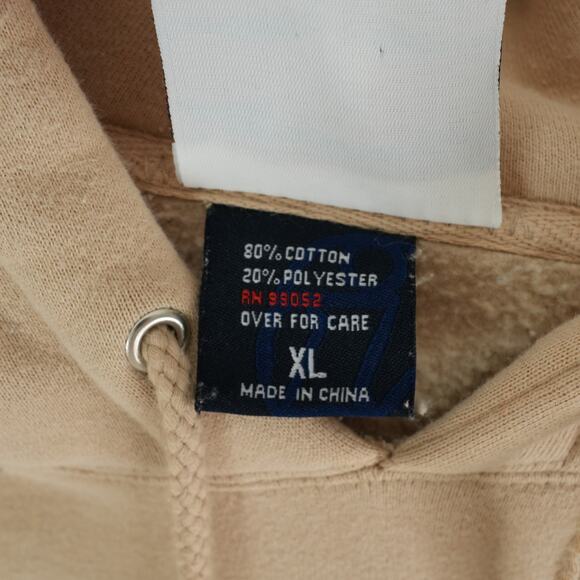 80% COTTON
20% POLYESTER
RN 99052
OVER FOR CARE
XL
MADE IN CHINA